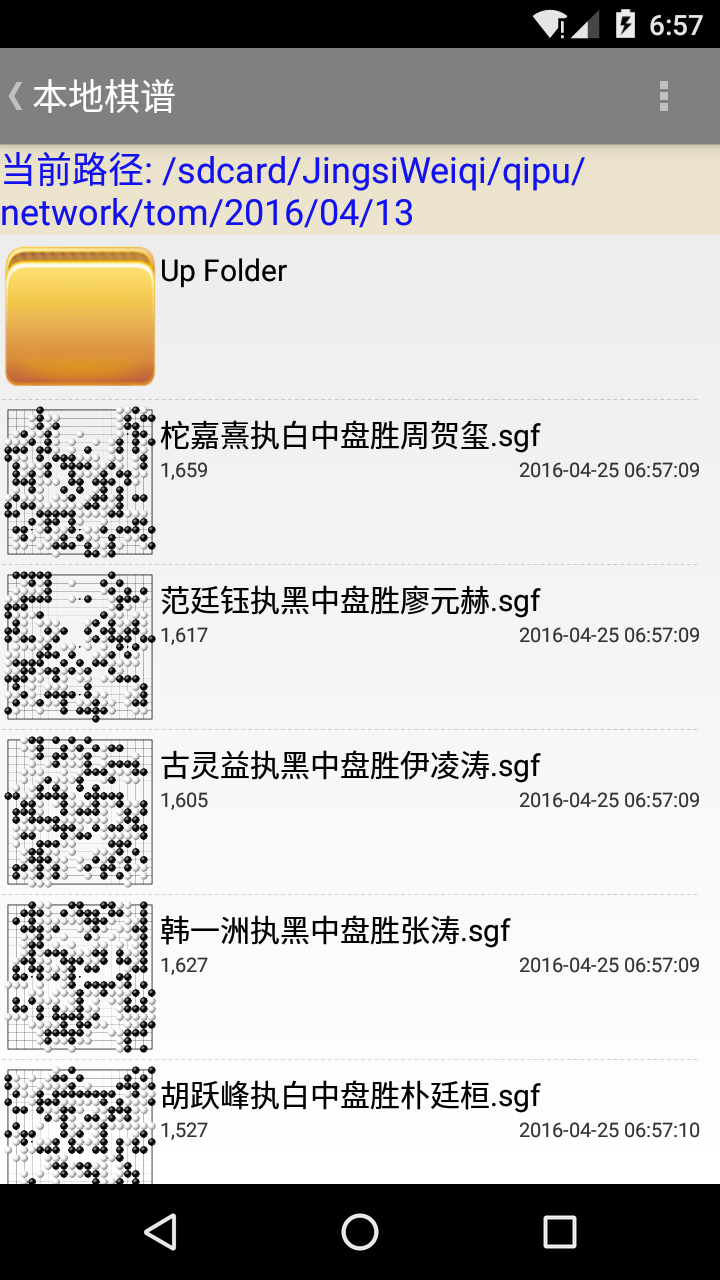 6:57
本地棋谱
当前路径: /sdcard/JingsiWeiqi/qipu/
network/tom/2016/04/13
Up Folder
柁嘉熹执白中盘胜周贺玺.sgf
1,659 2016-04-25 06:57:09
范廷钰执黑中盘胜廖元赫.sgf
1,617 2016-04-25 06:57:09
古灵益执黑中盘胜伊凌涛.sgf
1,605 2016-04-25 06:57:09
韩一洲执黑中盘胜张涛.sgf
1,627 2016-04-25 06:57:09
胡跃峰执白中盘胜朴廷桓.sgf
1,527 2016-04-25 06:57:10